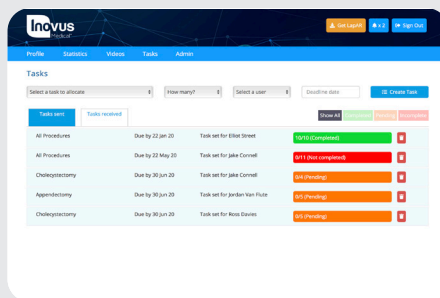 Inovus
Medical
Get LapAR
x 2
Sign Out
Profile Statistics Videos Tasks Admin
Tasks
Select a task to allocate How many? Select a user Deadline date Create Task
Tasks sent Tasks received Show All Completed Pending Incomplete
All Procedures Due by 22 Jan 20 Task set for Elliot Street 10/10 (Completed)
All Procedures Due by 22 May 20 Task set for Jake Connell 0/11 (Not completed)
Cholecystectomy Due by 30 Jun 20 Task set for Jake Connell 0/4 (Pending)
Appendectomy Due by 30 Jun 20 Task set for Jordan Van Flute 0/5 (Pending)
Cholecystectomy Due by 30 Jun 20 Task set for Ross Davies 0/5 (Pending)